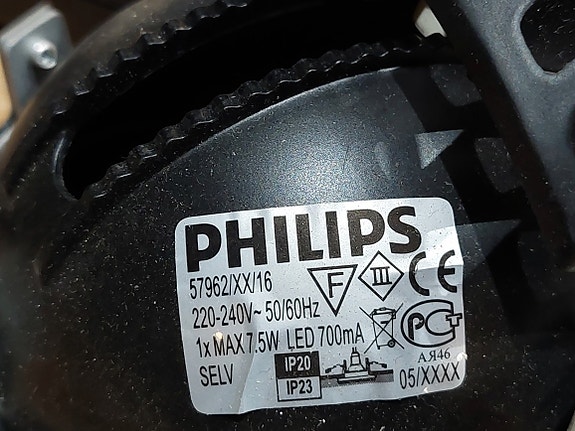 PHILIPS
57962/XX/16
F
III
CE
220-240V~ 50/60Hz
1x MAX 7.5W LED 700mA
PCT
АЯ46
SELV
IP20
IP23
05/XXXX